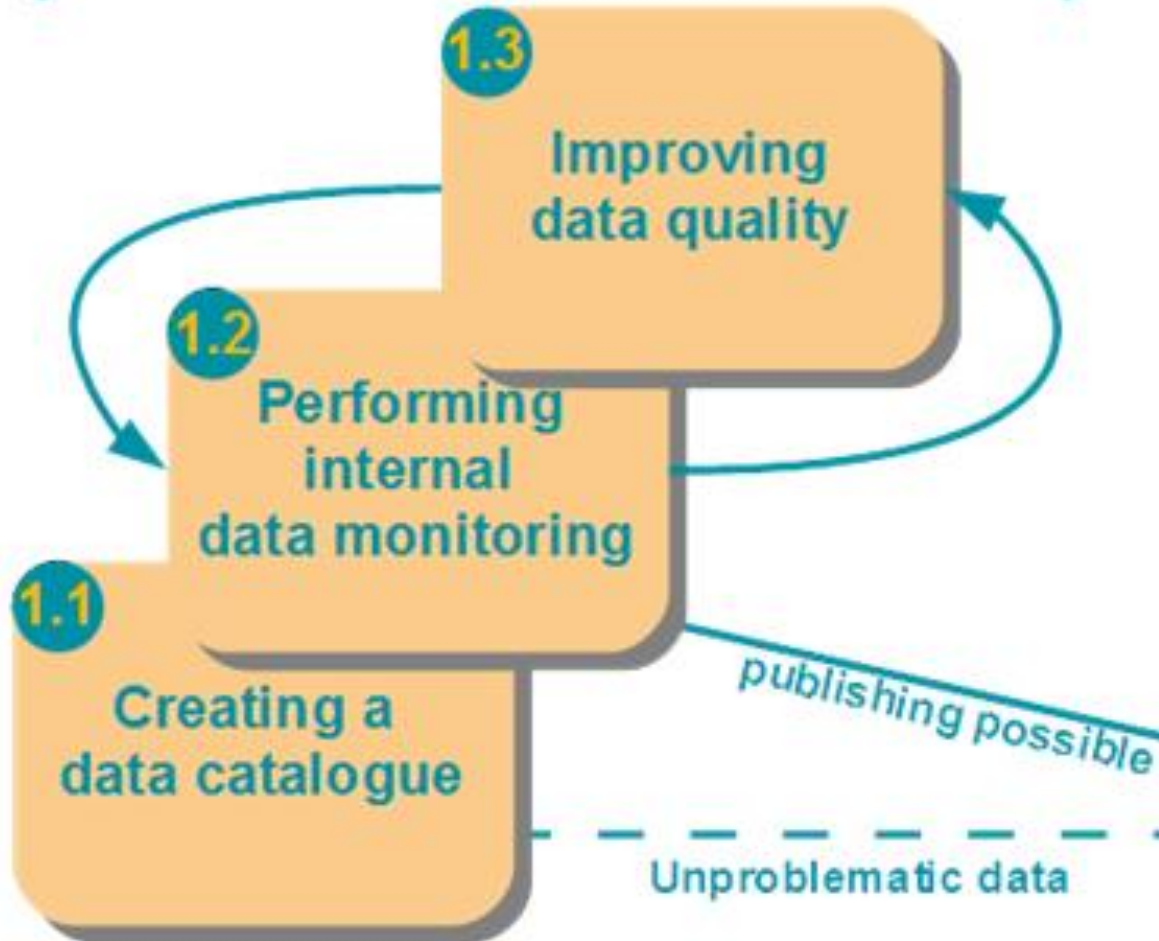 1.3
Improving
data quality
1.2
Performing
internal
data monitoring
1.1
Creating a
data catalogue
publishing possible
Unproblematic data